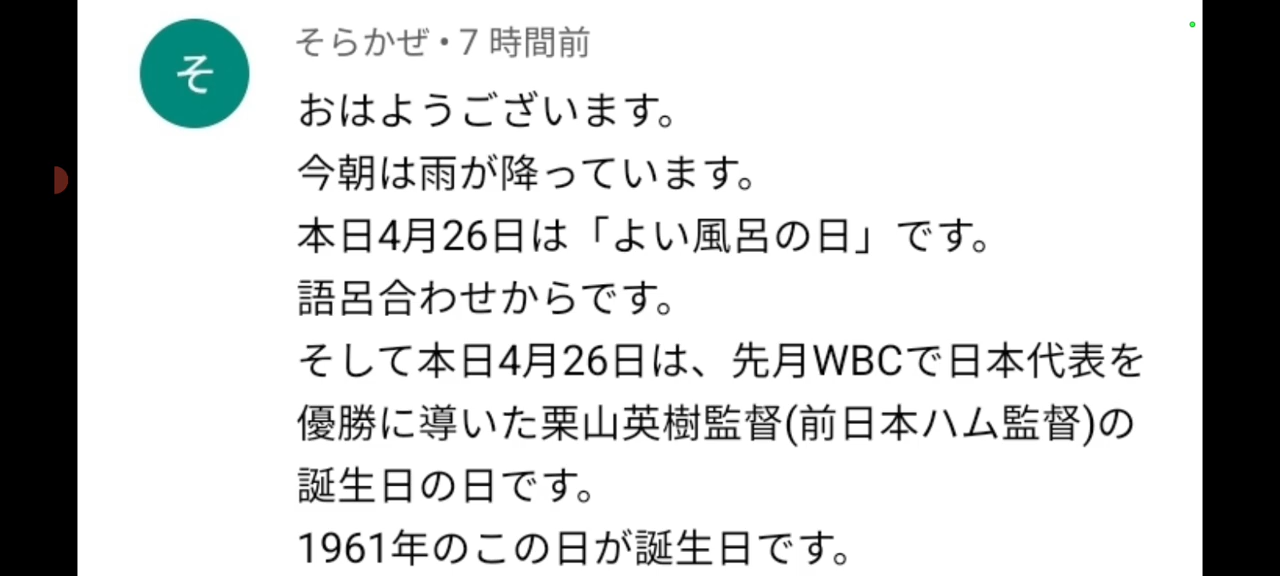 そ
そらかぜ • 7 時間前
おはようございます。
今朝は雨が降っています。
本日4月26日は「よい風呂の日」です。
語呂合わせからです。
そして本日4月26日は、先月WBCで日本代表を
優勝に導いた栗山英樹監督(前日本ハム監督)の
誕生日の日です。
1961年のこの日が誕生日です。